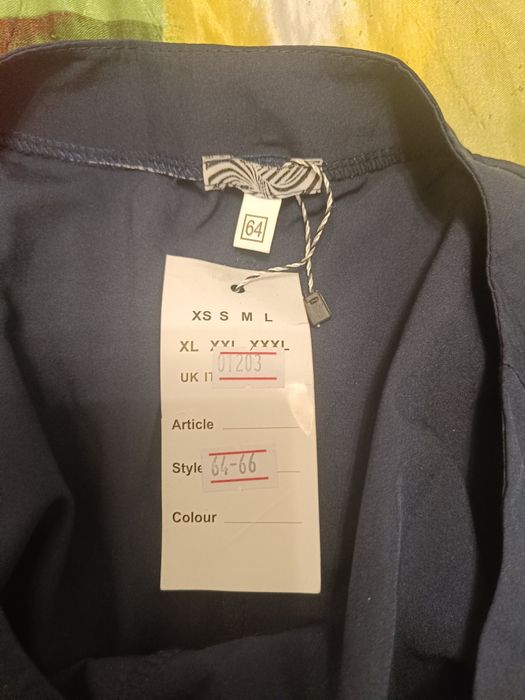 64
XS S M L
XL XXL XXXL
01203
UK IT
Article
Style
64-66
Colour